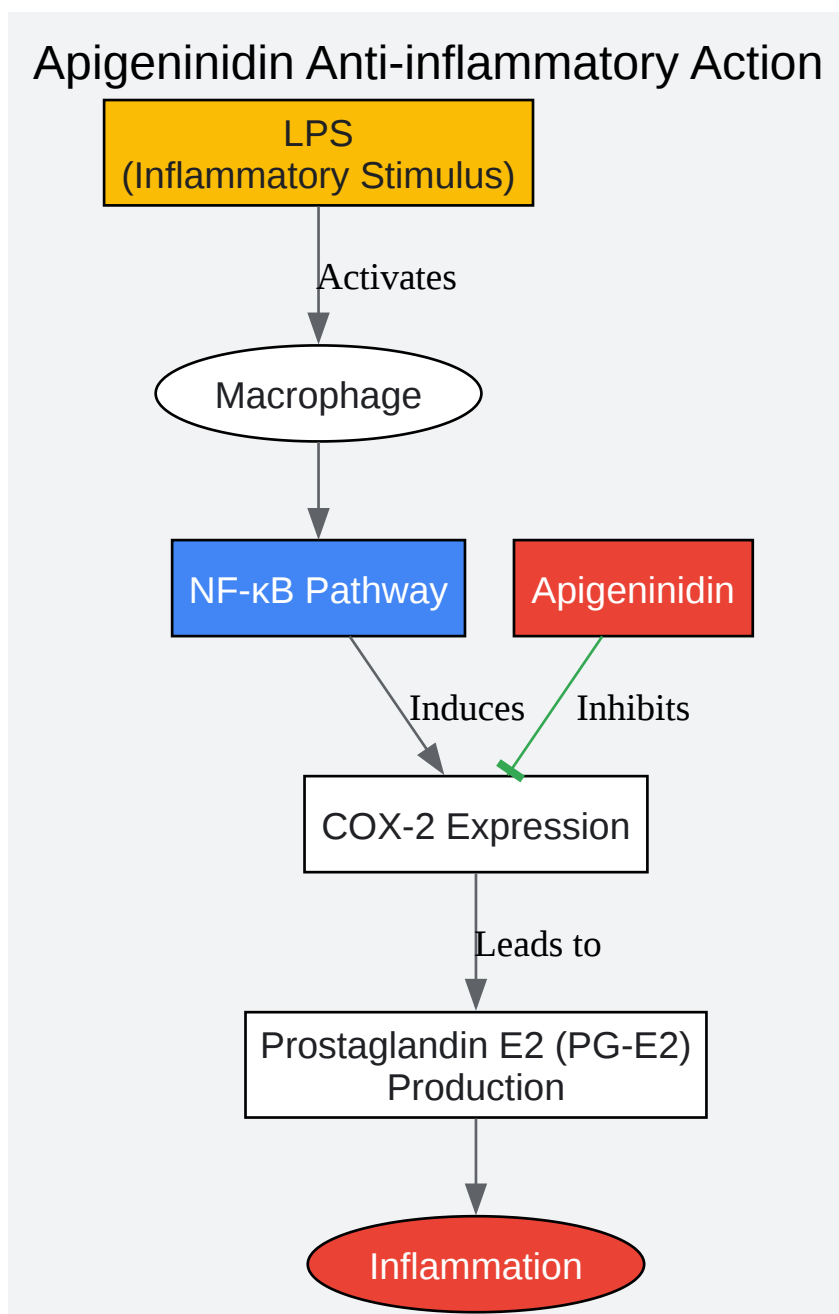 Apigeninidin Anti-inflammatory Action
LPS
(Inflammatory Stimulus)
Activates
Macrophage
NF-κB Pathway
Apigeninidin
Induces
Inhibits
COX-2 Expression
Leads to
Prostaglandin E2 (PG-E2)
Production
Inflammation